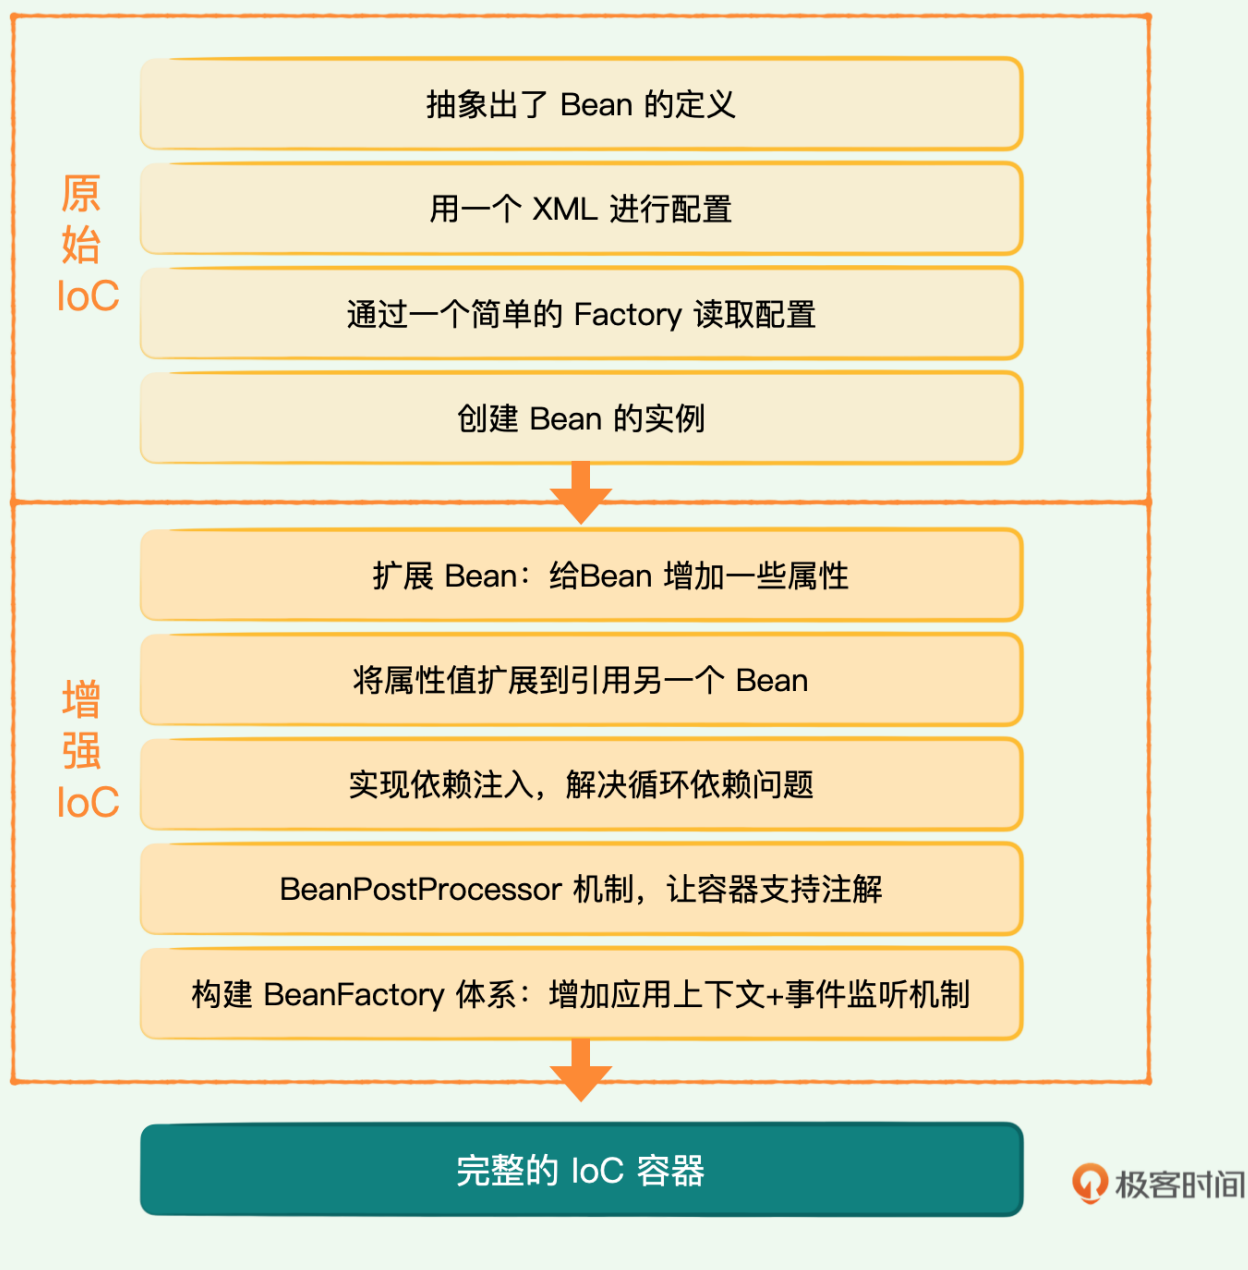 抽象出了 Bean 的定义
用一个 XML 进行配置
原
始
IoC
通过一个简单的 Factory 读取配置
创建 Bean 的实例
扩展 Bean：给Bean 增加一些属性
将属性值扩展到引用另一个 Bean
增
强
IoC
实现依赖注入，解决循环依赖问题
BeanPostProcessor 机制，让容器支持注解
构建 BeanFactory 体系：增加应用上下文+事件监听机制
完整的 IoC 容器
极客时间